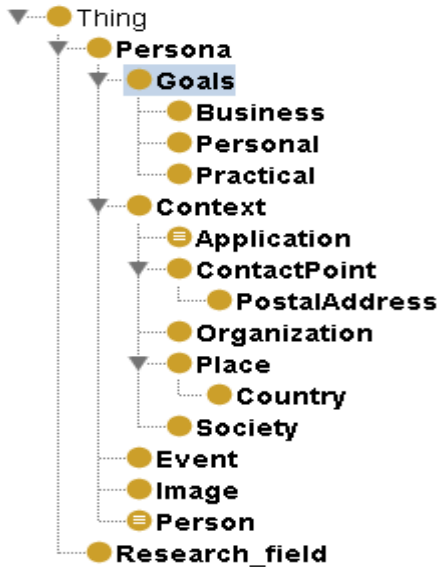 Thing
Persona
Goals
Business
Personal
Practical
Context
Application
ContactPoint
PostalAddress
Organization
Place
Country
Society
Event
Image
Person
Research_field